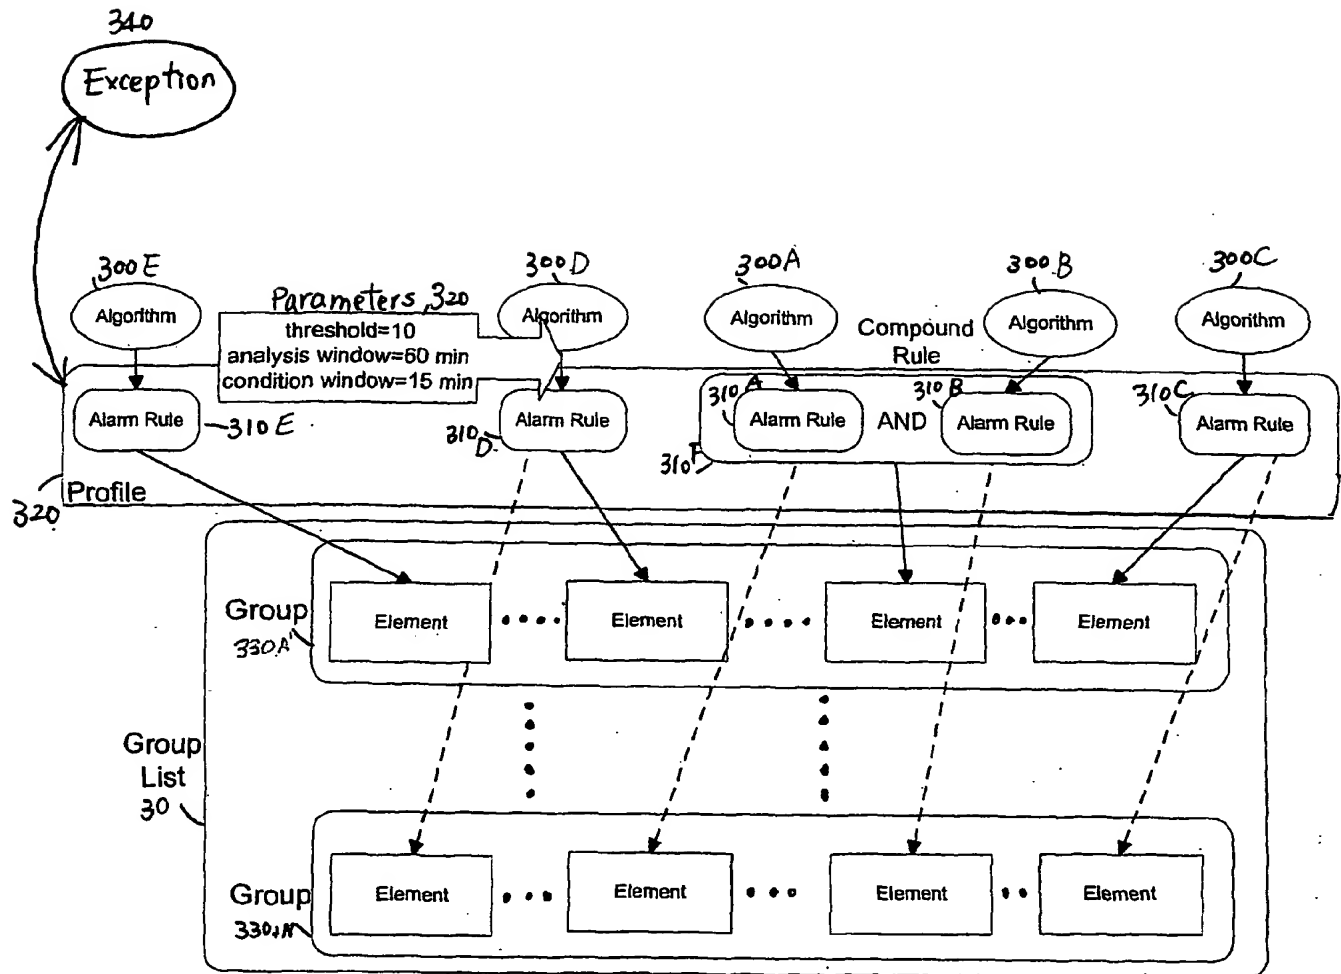 340
Exception
300E
300D
300A
300B
300C
Parameters, 320
Algorithm
threshold=10
analysis window=60 min
condition window=15 min
Algorithm
Algorithm
Compound
Rule
Algorithm
Algorithm
Alarm Rule
310E
310D
Alarm Rule
310A
Alarm Rule
AND
310B
Alarm Rule
310C
Alarm Rule
310F
Profile
320
Group
330A
Element
Element
Element
Element
Group
List
30
Group
Element
Element
Element
Element